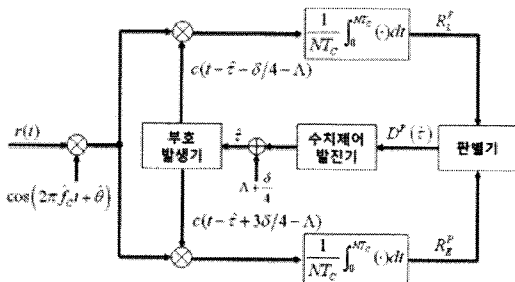 1/NT_C ∫_0^{NT_C} (·)dt
R_L^P
c(t − τ̂ − δ/4 − Λ)
r(t)
부호
발생기
τ̂
수치제어
발진기
D^P(τ̂)
판별기
Λ + δ/4
cos(2πf̂_C t + θ̂)
c(t − τ̂ + 3δ/4 − Λ)
1/NT_C ∫_0^{NT_C} (·)dt
R_E^P